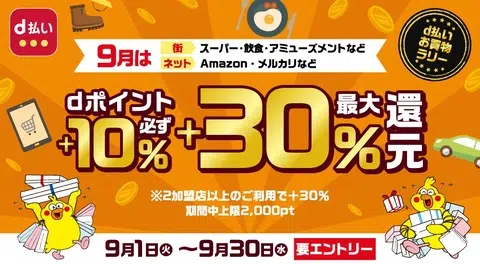 d払い
9月は
街 スーパー・飲食・アミューズメントなど
ネット Amazon・メルカリなど
d払い
お買物
ラリー
dポイント
必ず
+10%
+30%
最大
還元
※2加盟店以上のご利用で＋30%
期間中上限2,000pt
9月1日火 〜9月30日水 要エントリー